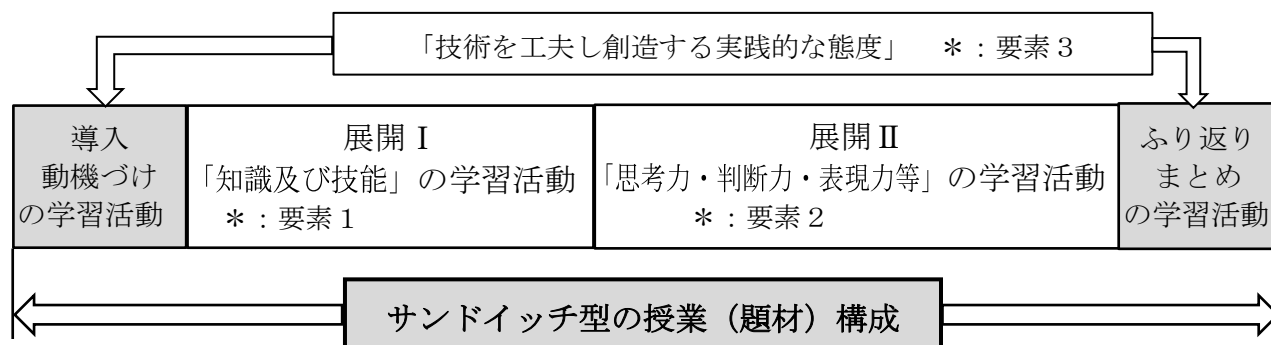 「技術を工夫し創造する実践的な態度」　＊：要素３
導入
動機づけ
の学習活動
展開Ⅰ
「知識及び技能」の学習活動
＊：要素１
展開Ⅱ
「思考力・判断力・表現力等」の学習活動
＊：要素２
ふり返り
まとめ
の学習活動
サンドイッチ型の授業（題材）構成